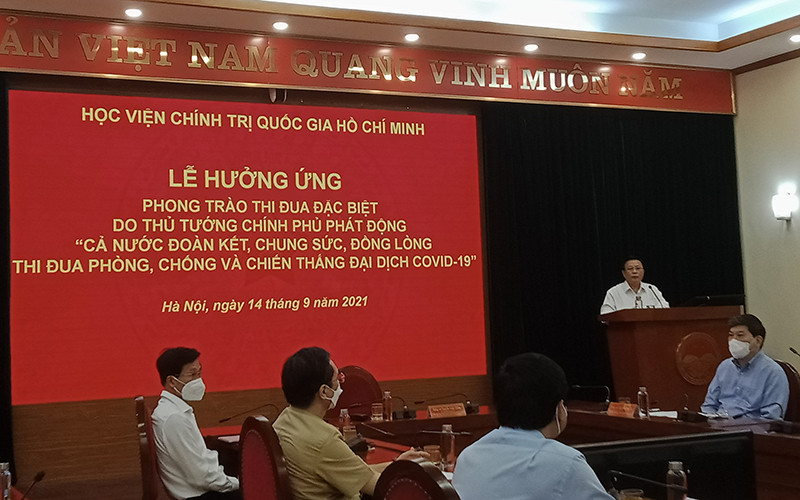 ẢN VIỆT NAM QUANG VINH MUÔN NĂM
HỌC VIỆN CHÍNH TRỊ QUỐC GIA HỒ CHÍ MINH
LỄ HƯỞNG ỨNG
PHONG TRÀO THI ĐUA ĐẶC BIỆT
DO THỦ TƯỚNG CHÍNH PHỦ PHÁT ĐỘNG
“CẢ NƯỚC ĐOÀN KẾT, CHUNG SỨC, ĐỒNG LÒNG
THI ĐUA PHÒNG, CHỐNG VÀ CHIẾN THẮNG ĐẠI DỊCH COVID-19”
Hà Nội, ngày 14 tháng 9 năm 2021